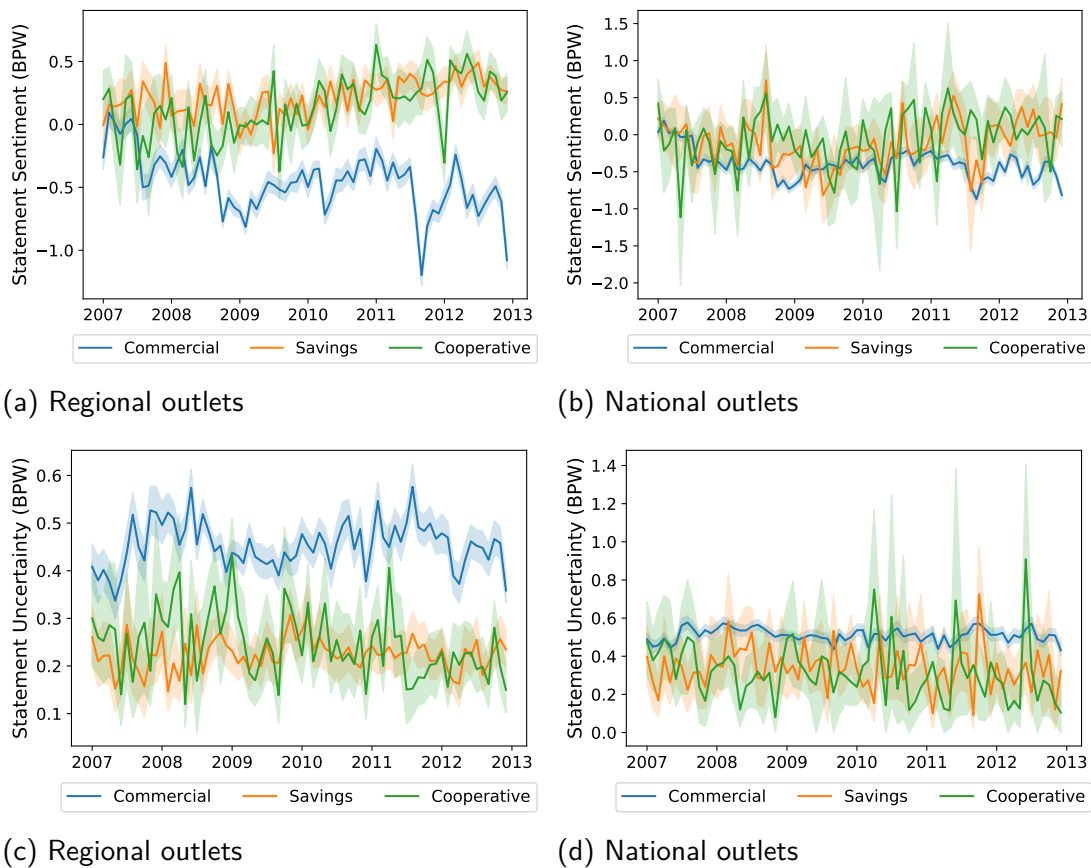 Statement Sentiment (BPW)
0.5
0.0
−0.5
−1.0
2007 2008 2009 2010 2011 2012 2013
Commercial Savings Cooperative
(a) Regional outlets
Statement Sentiment (BPW)
1.5
1.0
0.5
0.0
−0.5
−1.0
−1.5
−2.0
2007 2008 2009 2010 2011 2012 2013
Commercial Savings Cooperative
(b) National outlets
Statement Uncertainty (BPW)
0.6
0.5
0.4
0.3
0.2
0.1
2007 2008 2009 2010 2011 2012 2013
Commercial Savings Cooperative
(c) Regional outlets
Statement Uncertainty (BPW)
1.4
1.2
1.0
0.8
0.6
0.4
0.2
0.0
2007 2008 2009 2010 2011 2012 2013
Commercial Savings Cooperative
(d) National outlets